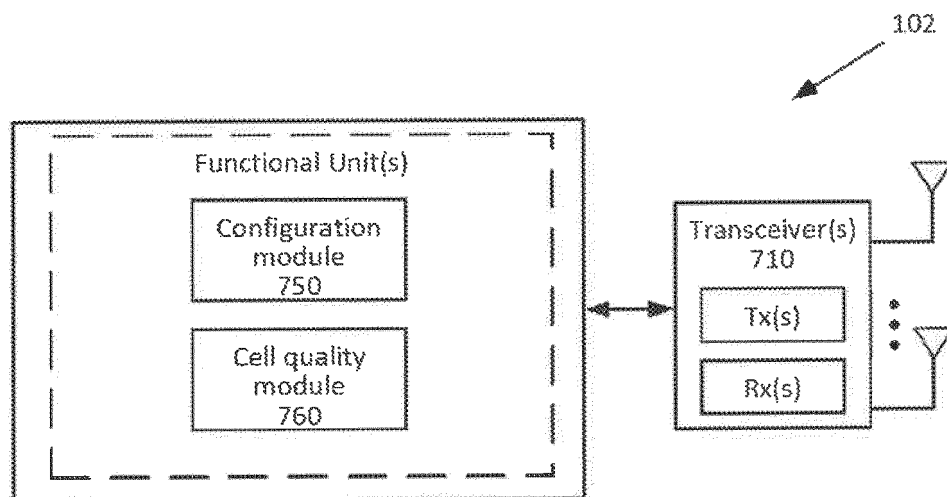 102
Functional Unit(s)
Configuration
module
750
Cell quality
module
760
Transceiver(s)
710
Tx(s)
Rx(s)